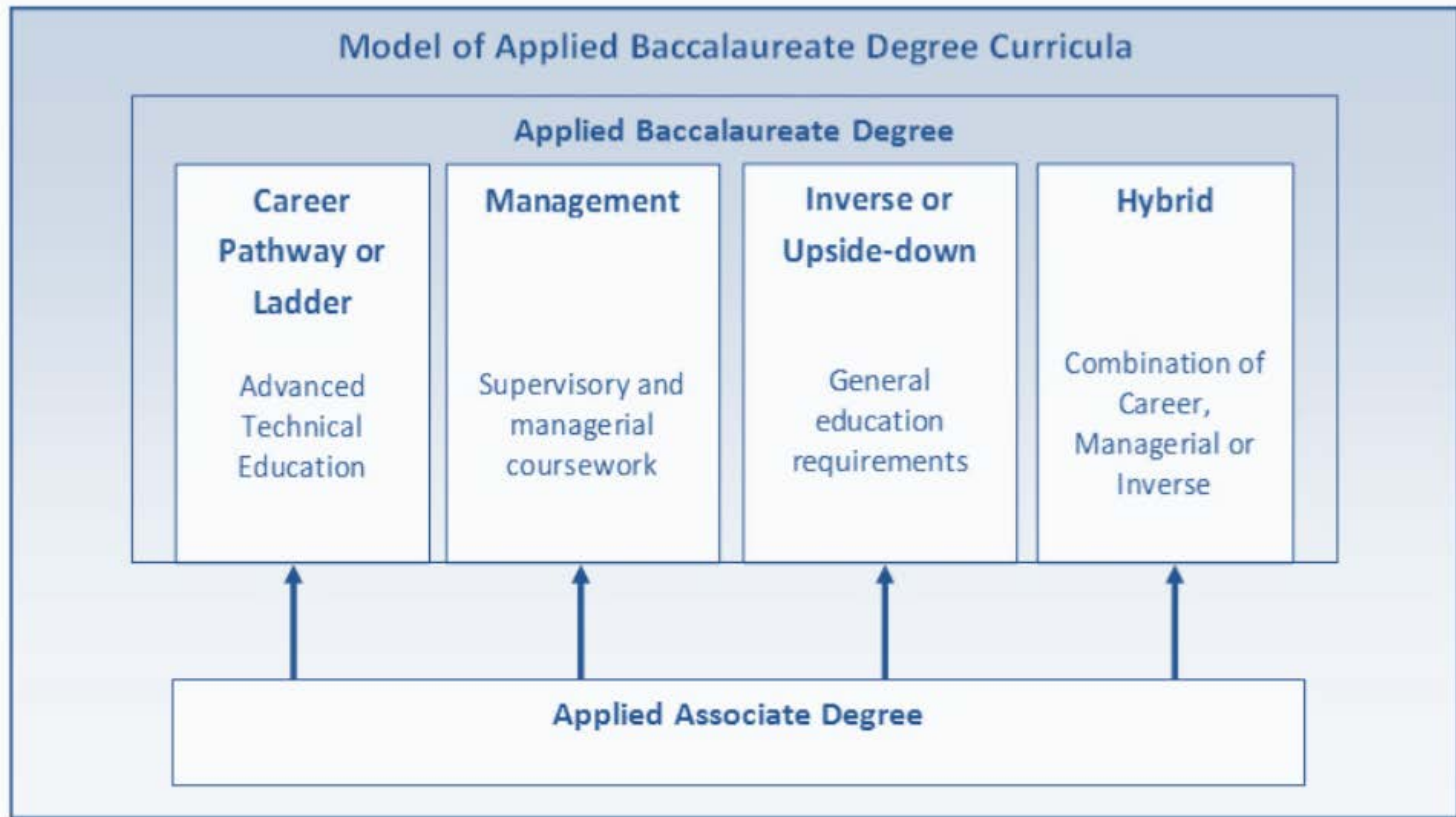 Model of Applied Baccalaureate Degree Curricula
Applied Baccalaureate Degree
Career
Pathway or
Ladder
Advanced
Technical
Education
Management
Supervisory and
managerial
coursework
Inverse or
Upside-down
General
education
requirements
Hybrid
Combination of
Career,
Managerial or
Inverse
Applied Associate Degree